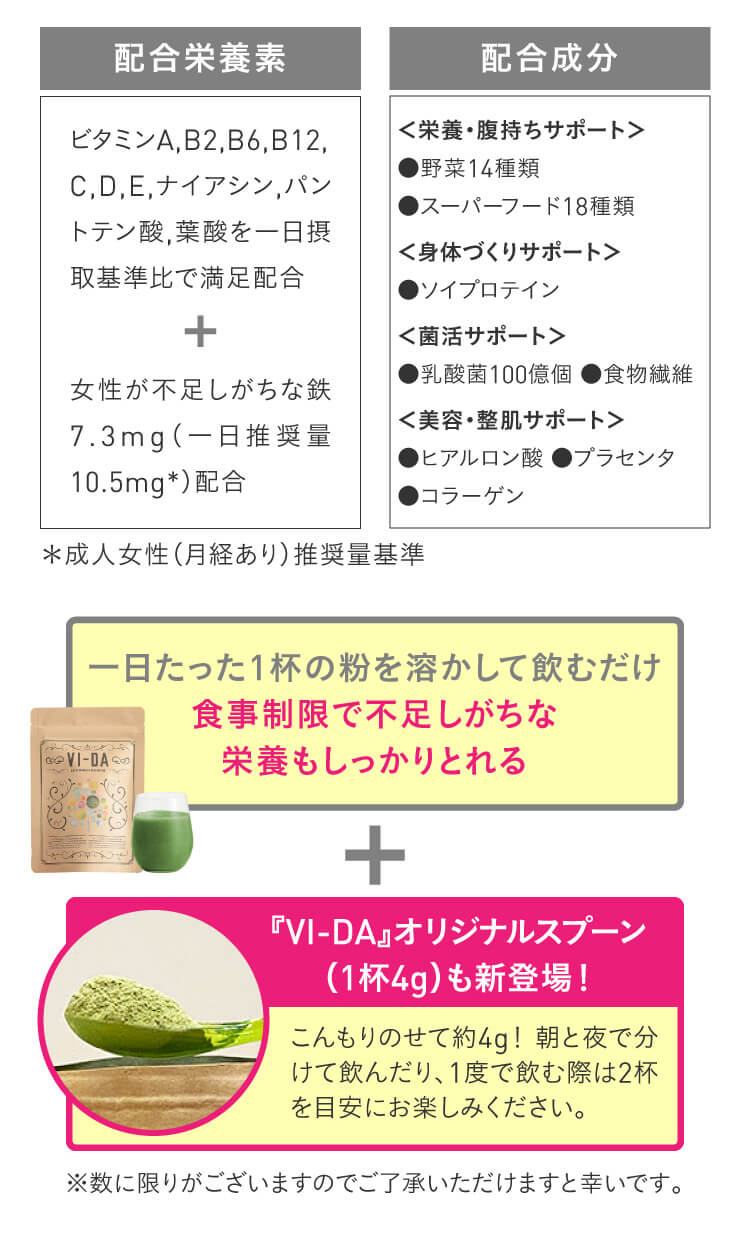 配合栄養素
ビタミンA,B2,B6,B12,
C,D,E,ナイアシン,パン
トテン酸,葉酸を一日摂
取基準比で満足配合
+
女性が不足しがちな鉄
7.3mg(一日推奨量
10.5mg*)配合
配合成分
<栄養・腹持ちサポート>
●野菜14種類
●スーパーフード18種類
<身体づくりサポート>
●ソイプロテイン
<菌活サポート>
●乳酸菌100億個 ●食物繊維
<美容・整肌サポート>
●ヒアルロン酸 ●プラセンタ
●コラーゲン
＊成人女性(月経あり)推奨量基準
一日たった1杯の粉を溶かして飲むだけ
食事制限で不足しがちな
栄養もしっかりとれる
VI-DA
+
『VI-DA』オリジナルスプーン
(1杯4g)も新登場!
こんもりのせて約4g! 朝と夜で分
けて飲んだり、1度で飲む際は2杯
を目安にお楽しみください。
※数に限りがございますのでご了承いただけますと幸いです。